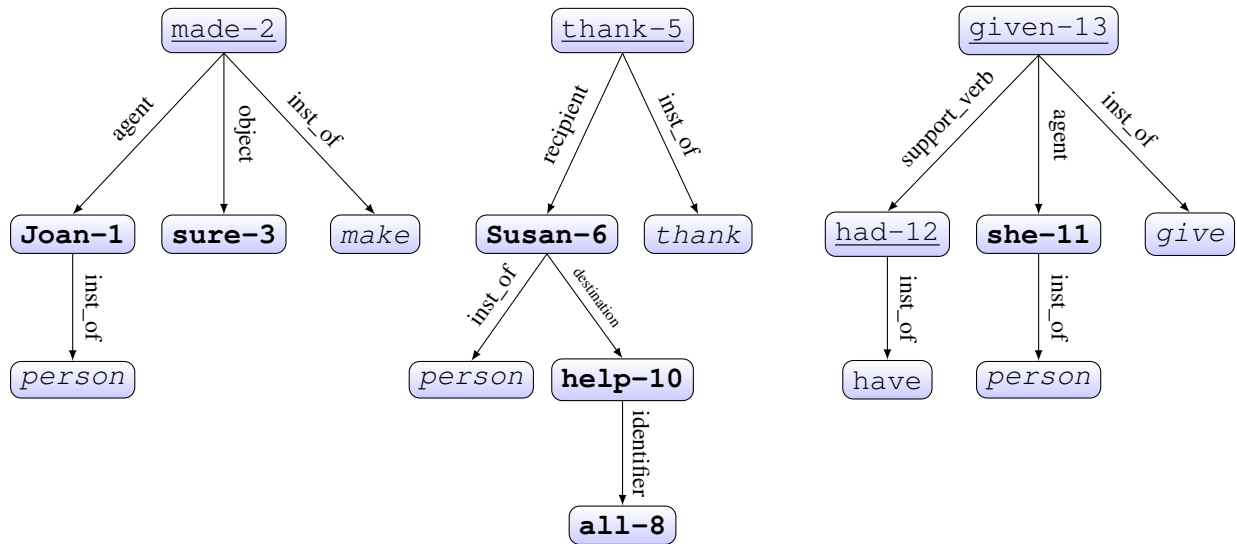 made-2 thank-5 given-13
agent object inst_of recipient inst_of support_verb agent inst_of
Joan-1 sure-3 make Susan-6 thank had-12 she-11 give
inst_of inst_of destination inst_of inst_of
person person help-10 have person
identifier
all-8